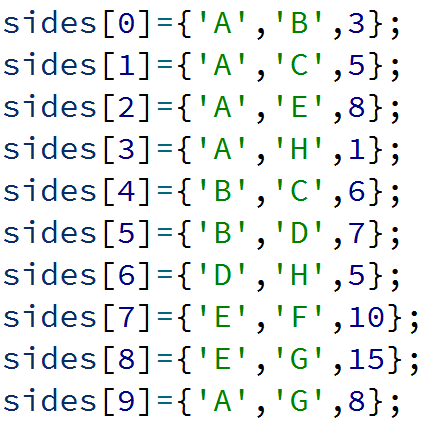 sides[0]={'A','B',3};
sides[1]={'A','C',5};
sides[2]={'A','E',8};
sides[3]={'A','H',1};
sides[4]={'B','C',6};
sides[5]={'B','D',7};
sides[6]={'D','H',5};
sides[7]={'E','F',10};
sides[8]={'E','G',15};
sides[9]={'A','G',8};